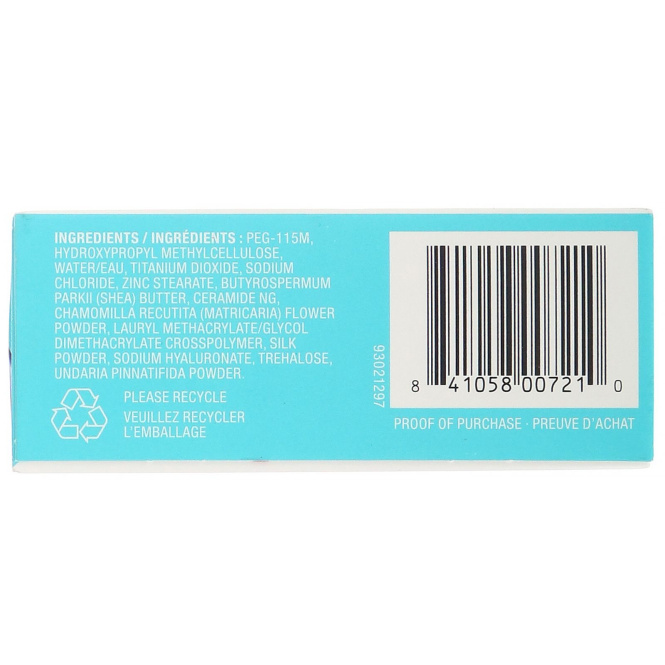 INGREDIENTS / INGRÉDIENTS : PEG-115M,
HYDROXYPROPYL METHYLCELLULOSE,
WATER/EAU, TITANIUM DIOXIDE, SODIUM
CHLORIDE, ZINC STEARATE, BUTYROSPERMUM
PARKII (SHEA) BUTTER, CERAMIDE NG,
CHAMOMILLA RECUTITA (MATRICARIA) FLOWER
POWDER, LAURYL METHACRYLATE/GLYCOL
DIMETHACRYLATE CROSSPOLYMER, SILK
POWDER, SODIUM HYALURONATE, TREHALOSE,
UNDARIA PINNATIFIDA POWDER.
PLEASE RECYCLE
VEUILLEZ RECYCLER
L'EMBALLAGE
93021297
8 41058 00721 0
PROOF OF PURCHASE · PREUVE D'ACHAT